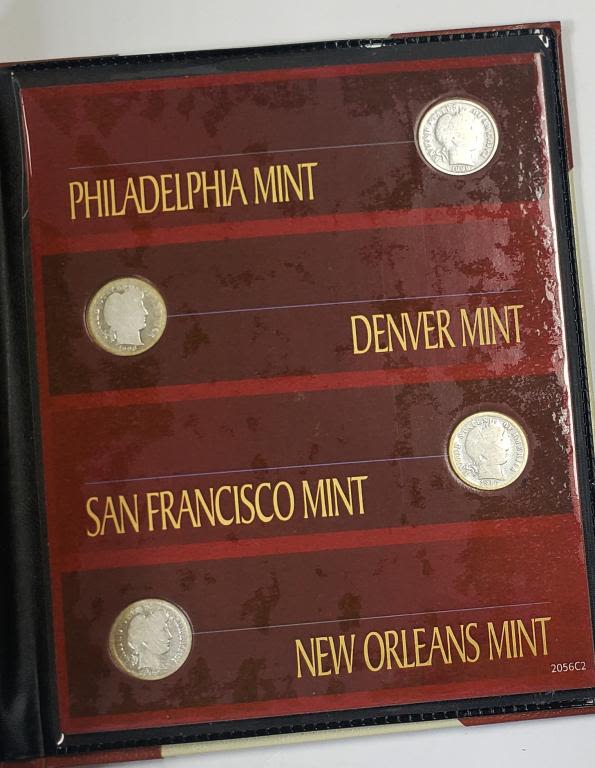 PHILADELPHIA MINT
DENVER MINT
SAN FRANCISCO MINT
NEW ORLEANS MINT
2056C2